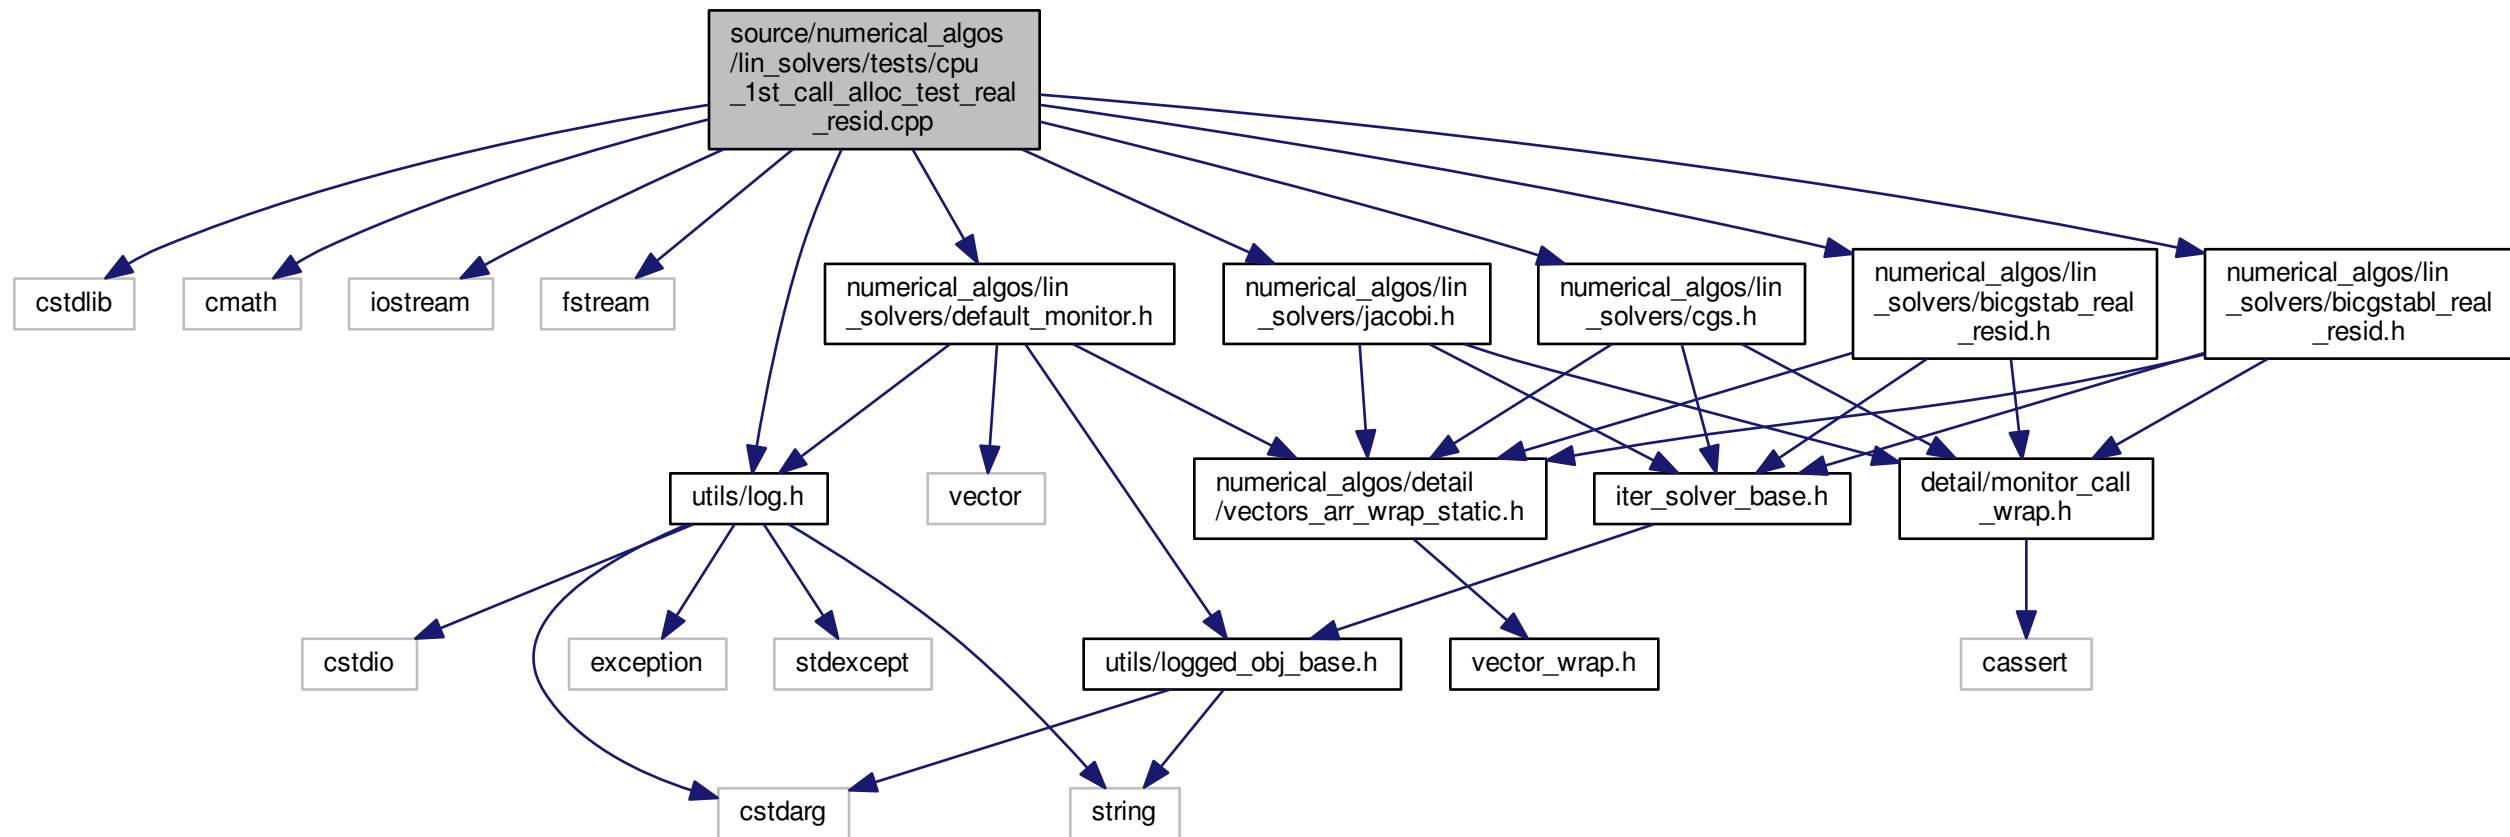 source/numerical_algos
/lin_solvers/tests/cpu
_1st_call_alloc_test_real
_resid.cpp
cstdlib
cmath
iostream
fstream
numerical_algos/lin
_solvers/default_monitor.h
numerical_algos/lin
_solvers/jacobi.h
numerical_algos/lin
_solvers/cgs.h
numerical_algos/lin
_solvers/bicgstab_real
_resid.h
numerical_algos/lin
_solvers/bicgstabl_real
_resid.h
utils/log.h
vector
numerical_algos/detail
/vectors_arr_wrap_static.h
iter_solver_base.h
detail/monitor_call
_wrap.h
cstdio
exception
stdexcept
utils/logged_obj_base.h
vector_wrap.h
cassert
cstdarg
string